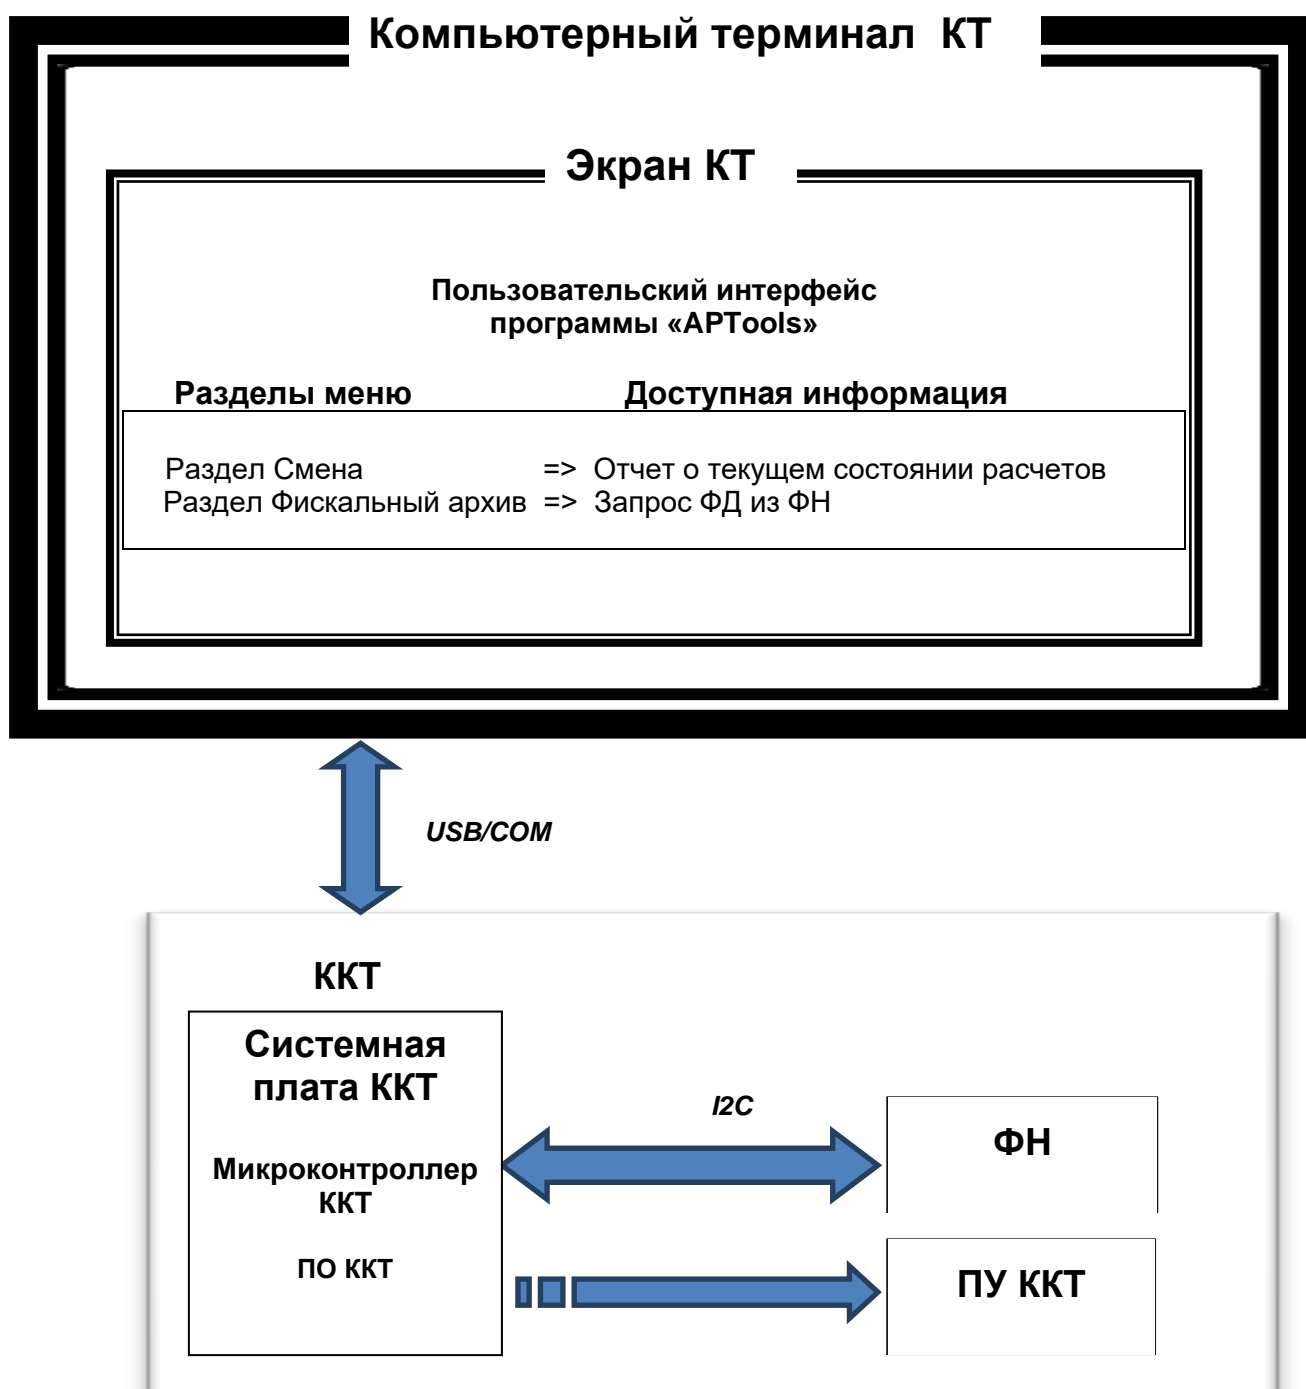 Компьютерный терминал КТ
Экран КТ
Пользовательский интерфейс
программы «APTools»
Разделы меню Доступная информация
Раздел Смена => Отчет о текущем состоянии расчетов
Раздел Фискальный архив => Запрос ФД из ФН
USB/COM
ККТ
Системная
плата ККТ
Микроконтроллер
ККТ
ПО ККТ
I2C
ФН
ПУ ККТ